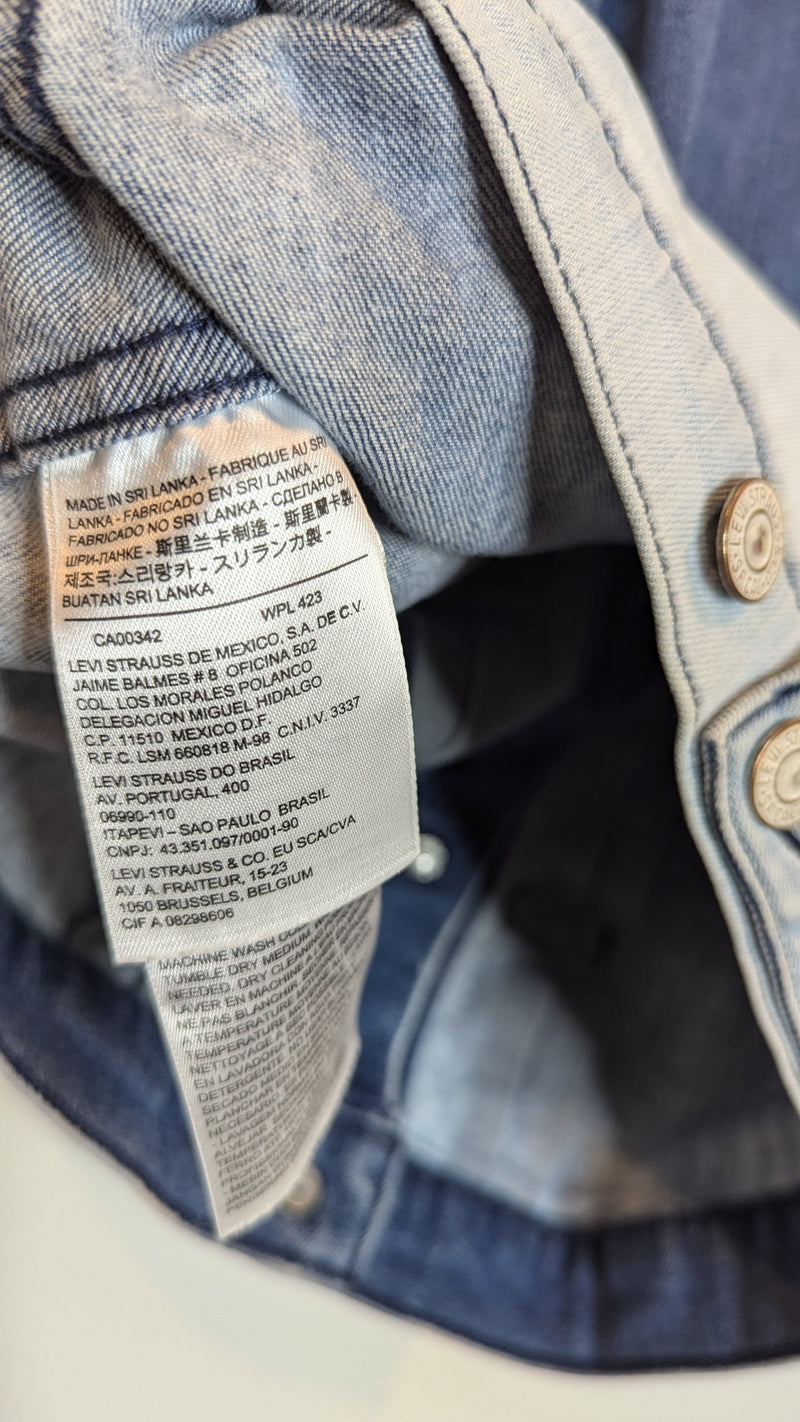 MADE IN SRI LANKA - FABRIQUE AU SRI
LANKA - FABRICADO EN SRI LANKA -
FABRICADO NO SRI LANKA - СДЕЛАНО В
ШРИ-ЛАНКЕ - 斯里兰卡制造 - 斯里蘭卡製 -
제조국:스리랑카 - スリランカ製 -
BUATAN SRI LANKA
CA00342 WPL 423
LEVI STRAUSS DE MEXICO, S.A. DE C.V.
JAIME BALMES # 8 OFICINA 502
COL. LOS MORALES POLANCO
DELEGACION MIGUEL HIDALGO
C.P. 11510 MEXICO D.F.
R.F.C. LSM 660818 M-98 C.N.I.V. 3337
LEVI STRAUSS DO BRASIL
AV. PORTUGAL, 400
06990-110
ITAPEVI – SAO PAULO BRASIL
CNPJ: 43.351.097/0001-90
LEVI STRAUSS & CO. EU SCA/CVA
AV. A. FRAITEUR, 15-23
1050 BRUSSELS, BELGIUM
CIF A 08298606
MACHINE WASH
TUMBLE DRY MEDIUM
NEEDED. DRY CLEANING
LAVER EN MACHINE
NE PAS BLANCHIR
A TEMPERATURE
TEMPERATURE
NETTOYAGE A
EN LAVADORA
DETERGENTE
SECADO
PLANCHAR
NECESARIO
LAVAGEM
ALVEJAR
FERRO
LEVI STRAUSS